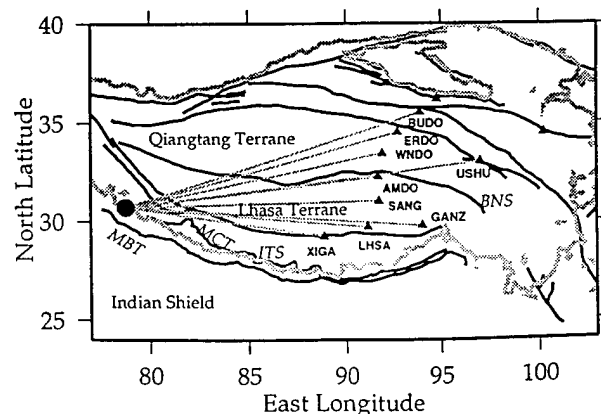 40
35
30
25
North Latitude
BUDO
ERDO
WNDO
Qiangtang Terrane
USHU
AMDO
BNS
SANG
Lhasa Terrane
GANZ
MBT
MCT
ITS
XIGA
LHSA
Indian Shield
80
85
90
95
100
East Longitude